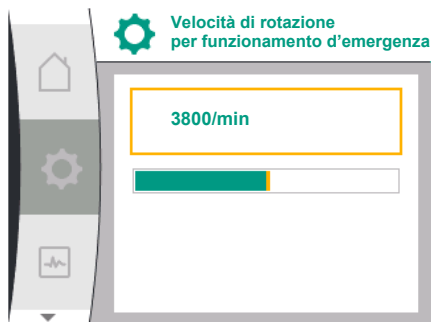 Velocità di rotazione
per funzionamento d'emergenza
3800/min